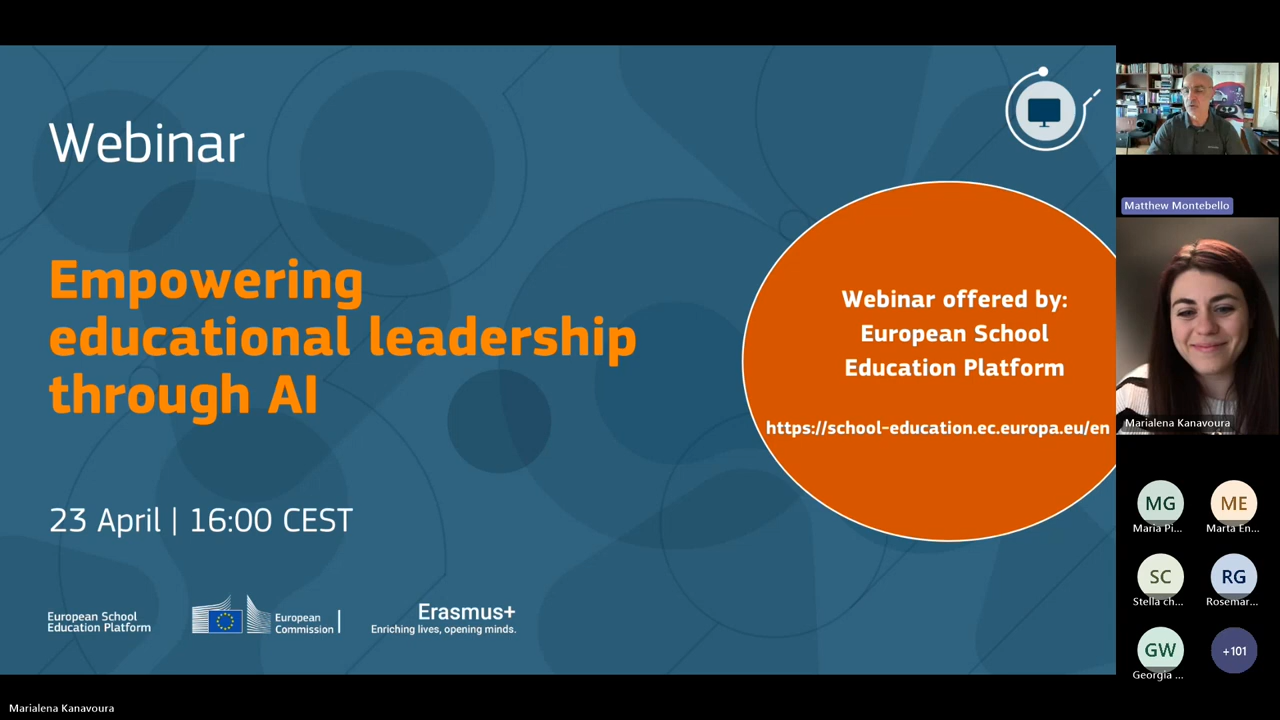 Webinar
Empowering
educational leadership
through AI
23 April | 16:00 CEST
European School
Education Platform
European
Commission
Erasmus+
Enriching lives, opening minds.
Webinar offered by:
European School
Education Platform
https://school-education.ec.europa.eu/en
Matthew Montebello
Marialena Kanavoura
MG
Maria Pi...
ME
Marta En...
SC
Stella ch...
RG
Rosemar...
GW
Georgia ...
+101
Marialena Kanavoura